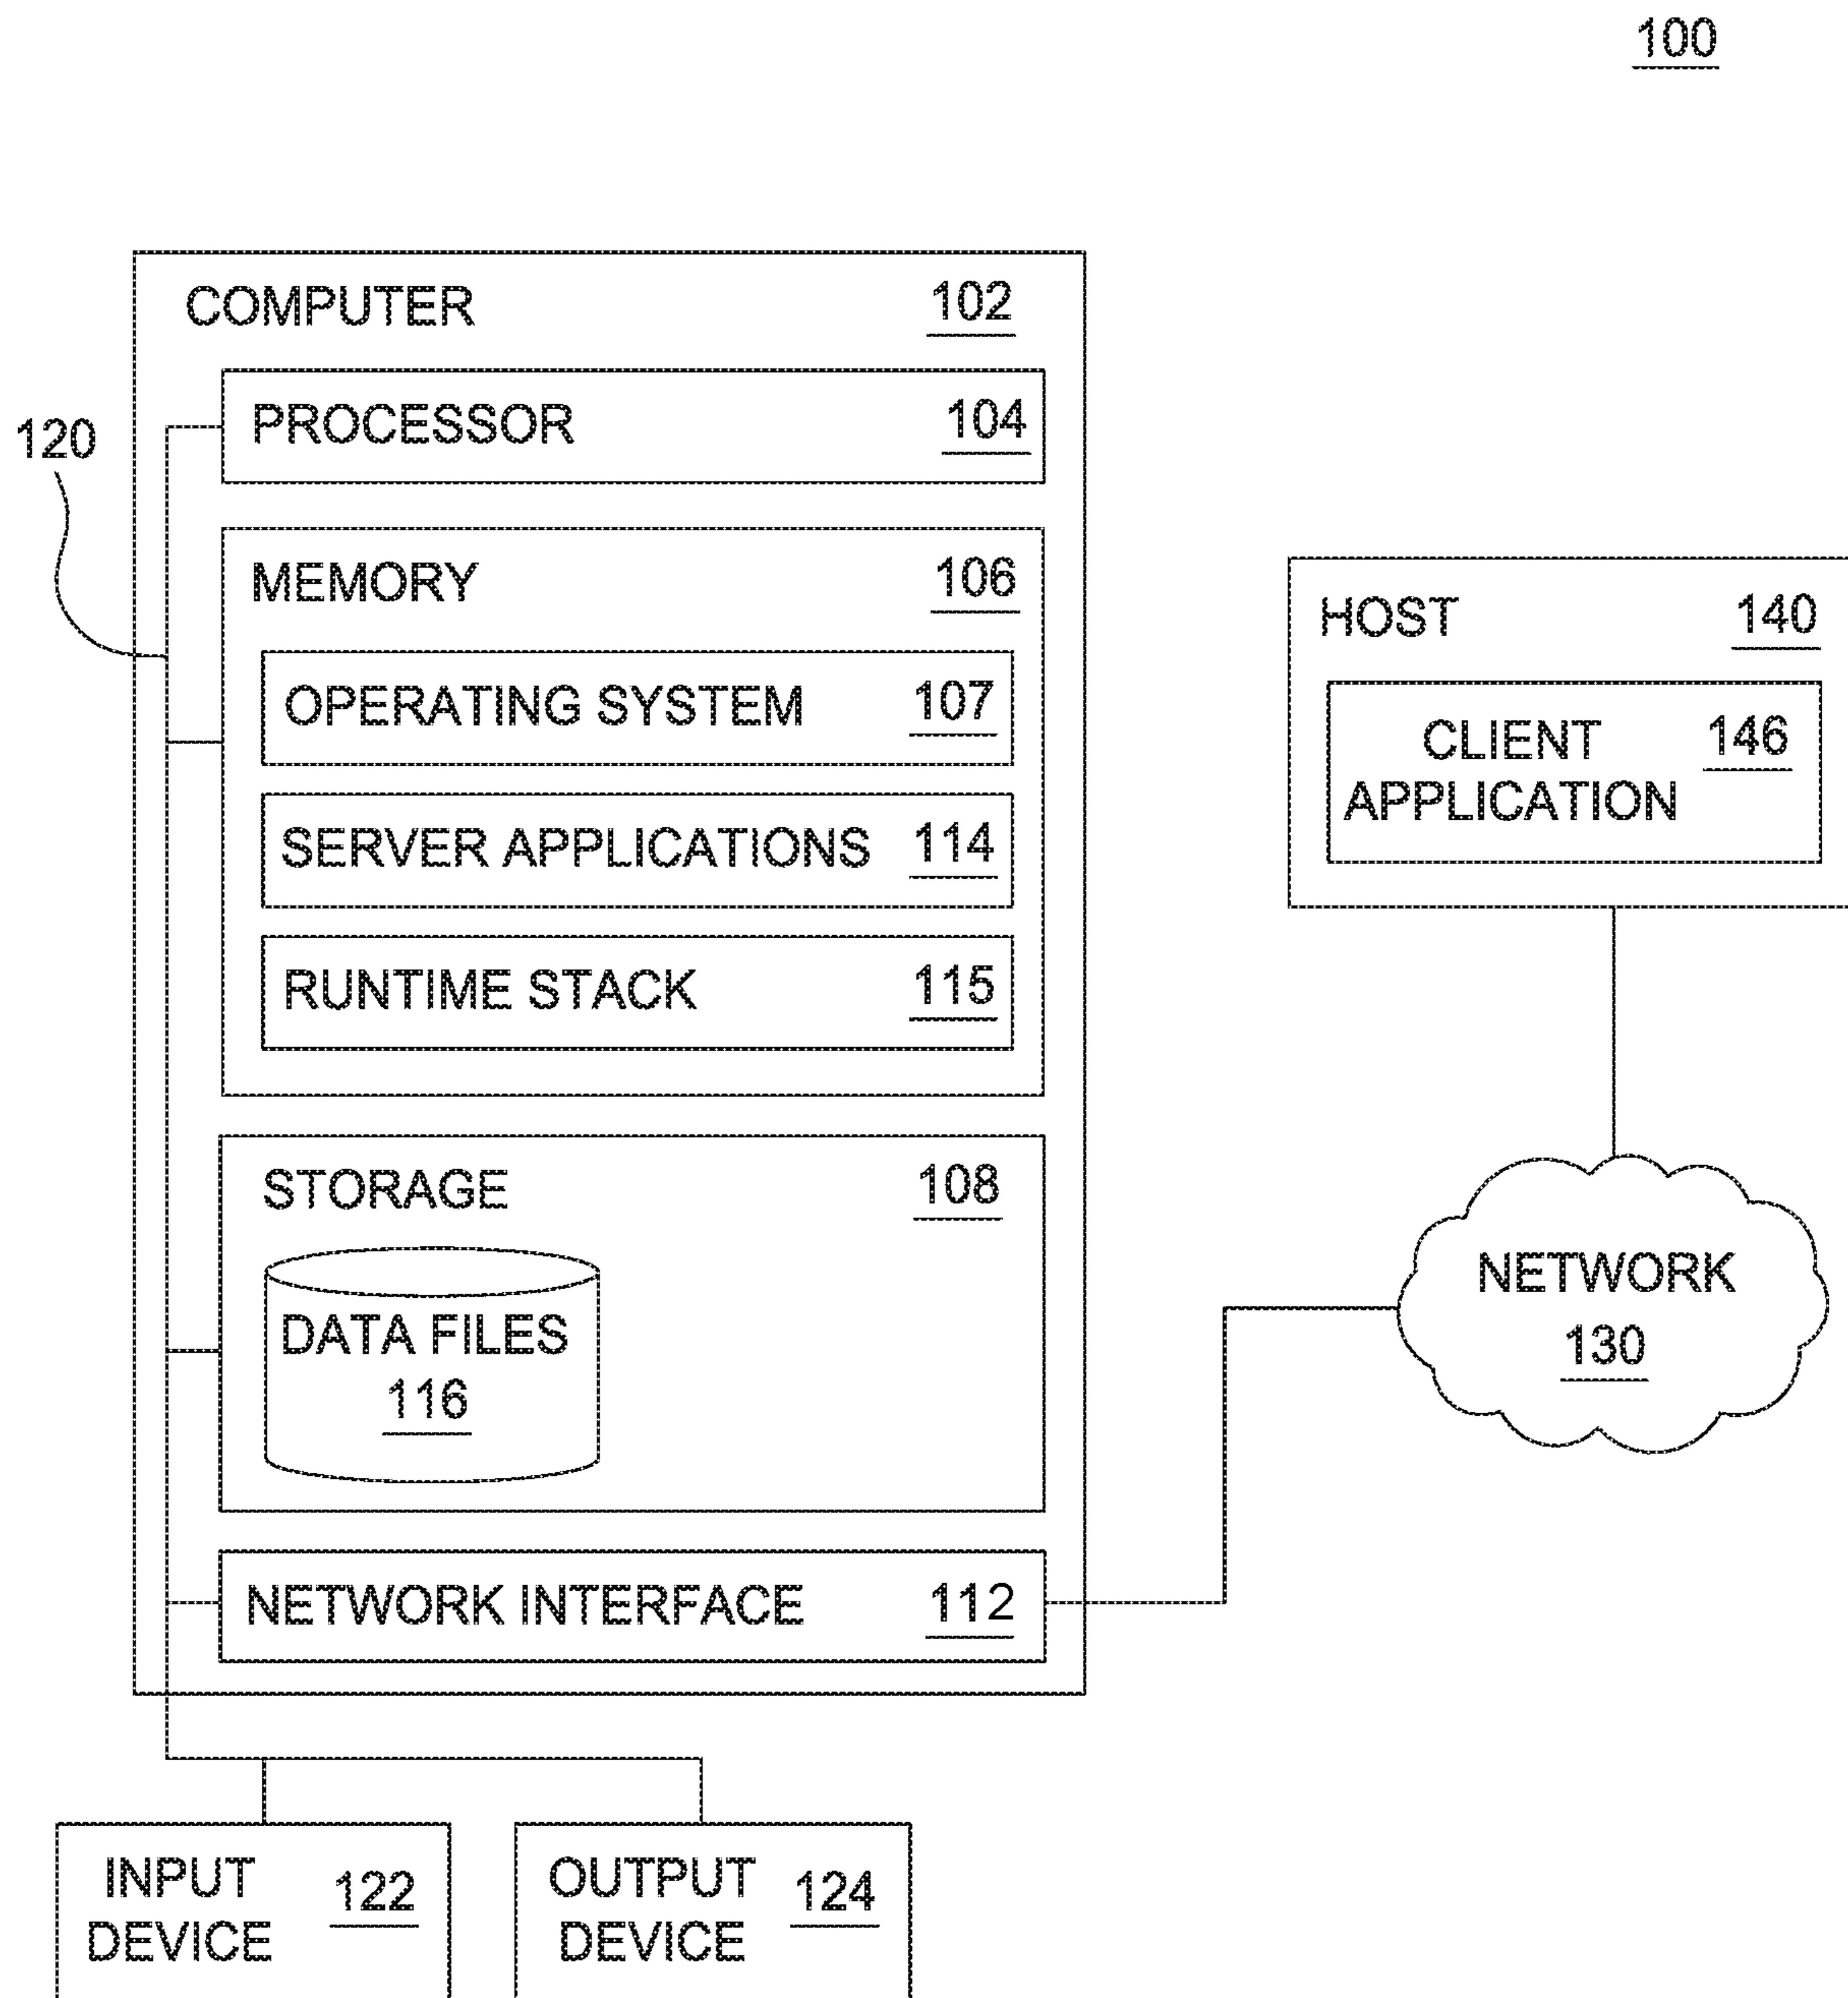 100
COMPUTER 102
PROCESSOR 104
120
MEMORY 106
OPERATING SYSTEM 107
SERVER APPLICATIONS 114
RUNTIME STACK 115
STORAGE 108
DATA FILES
116
NETWORK INTERFACE 112
HOST 140
CLIENT 146
APPLICATION
NETWORK
130
INPUT 122
DEVICE
OUTPUT 124
DEVICE